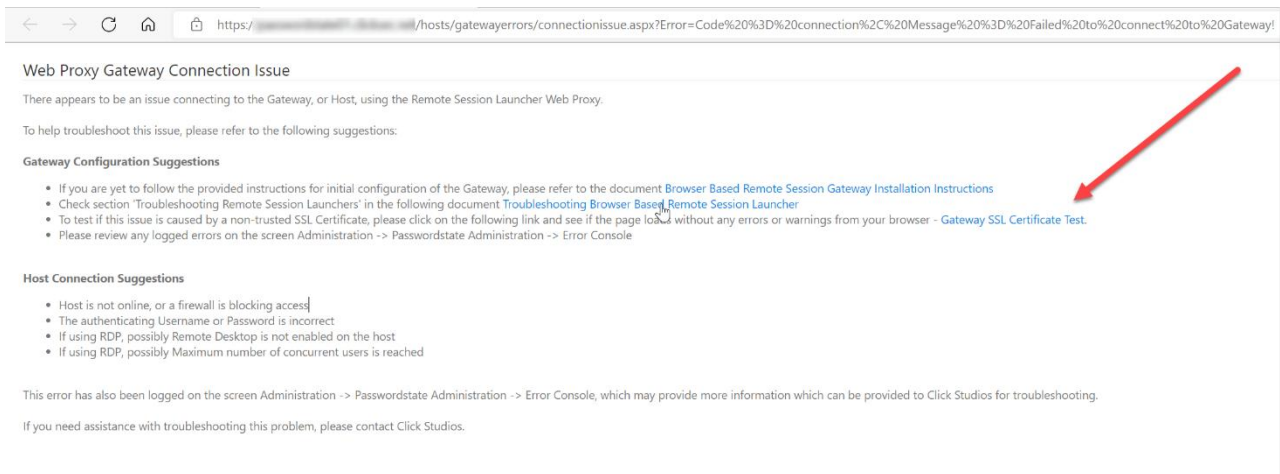 https:/ /hosts/gatewayerrors/connectionissue.aspx?Error=Code%20%3D%20connection%2C%20Message%20%3D%20Failed%20to%20connect%20to%20Gateway!
Web Proxy Gateway Connection Issue
There appears to be an issue connecting to the Gateway, or Host, using the Remote Session Launcher Web Proxy.
To help troubleshoot this issue, please refer to the following suggestions:
Gateway Configuration Suggestions
• If you are yet to follow the provided instructions for initial configuration of the Gateway, please refer to the document Browser Based Remote Session Gateway Installation Instructions
• Check section 'Troubleshooting Remote Session Launchers' in the following document Troubleshooting Browser Based Remote Session Launcher
• To test if this issue is caused by a non-trusted SSL Certificate, please click on the following link and see if the page loads without any errors or warnings from your browser - Gateway SSL Certificate Test.
• Please review any logged errors on the screen Administration -> Passwordstate Administration -> Error Console
Host Connection Suggestions
• Host is not online, or a firewall is blocking access
• The authenticating Username or Password is incorrect
• If using RDP, possibly Remote Desktop is not enabled on the host
• If using RDP, possibly Maximum number of concurrent users is reached
This error has also been logged on the screen Administration -> Passwordstate Administration -> Error Console, which may provide more information which can be provided to Click Studios for troubleshooting.
If you need assistance with troubleshooting this problem, please contact Click Studios.